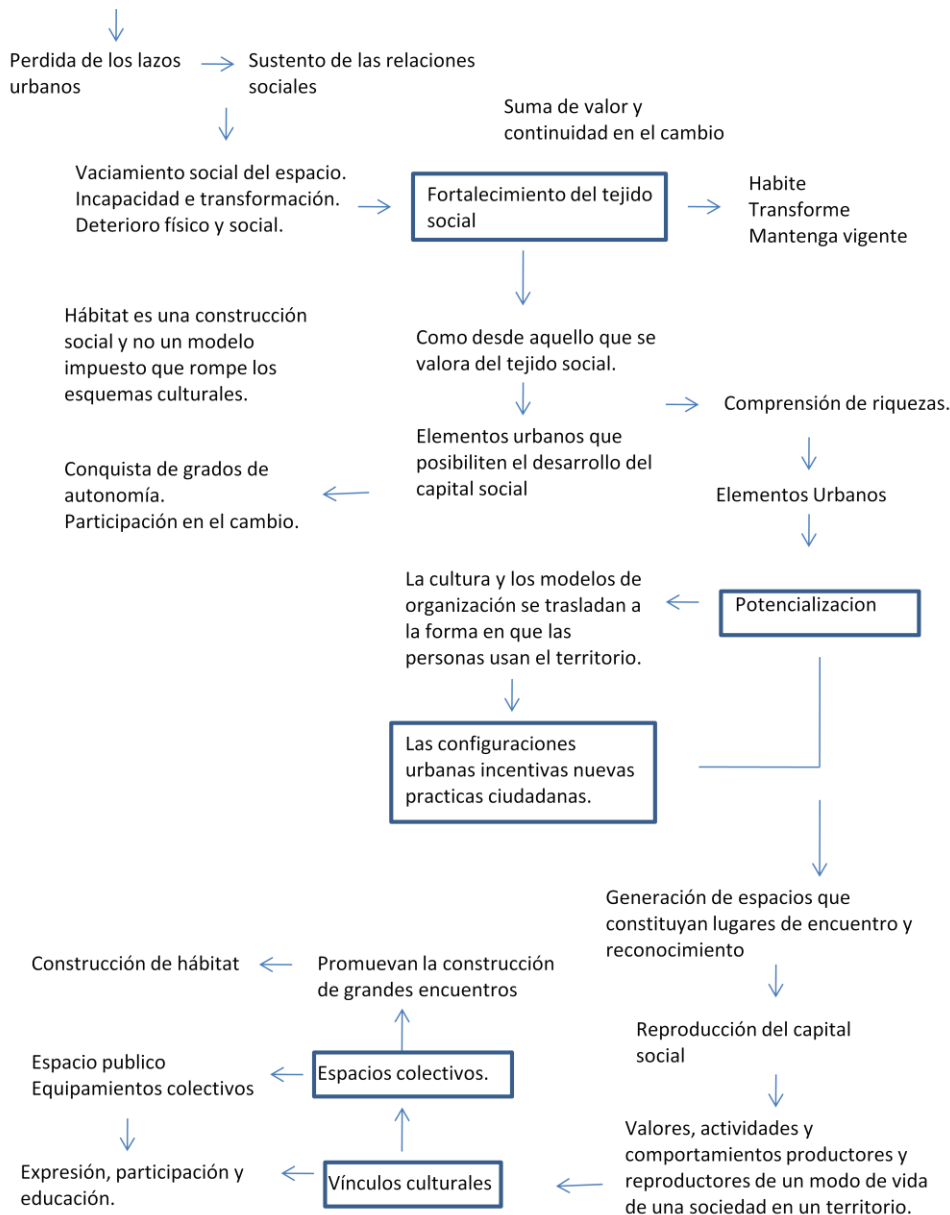 Perdida de los lazos
urbanos
Sustento de las relaciones
sociales
Suma de valor y
continuidad en el cambio
Vaciamiento social del espacio.
Incapacidad e transformación.
Deterioro físico y social.
Fortalecimiento del tejido
social
Habite
Transforme
Mantenga vigente
Hábitat es una construcción
social y no un modelo
impuesto que rompe los
esquemas culturales.
Como desde aquello que se
valora del tejido social.
Comprensión de riquezas.
Elementos urbanos que
posibiliten el desarrollo del
capital social
Conquista de grados de
autonomía.
Participación en el cambio.
Elementos Urbanos
La cultura y los modelos de
organización se trasladan a
la forma en que las
personas usan el territorio.
Potencializacion
Las configuraciones
urbanas incentivas nuevas
practicas ciudadanas.
Generación de espacios que
constituyan lugares de encuentro y
reconocimiento
Construcción de hábitat
Promuevan la construcción
de grandes encuentros
Reproducción del capital
social
Espacio publico
Equipamientos colectivos
Espacios colectivos.
Valores, actividades y
comportamientos productores y
reproductores de un modo de vida
de una sociedad en un territorio.
Expresión, participación y
educación.
Vínculos culturales